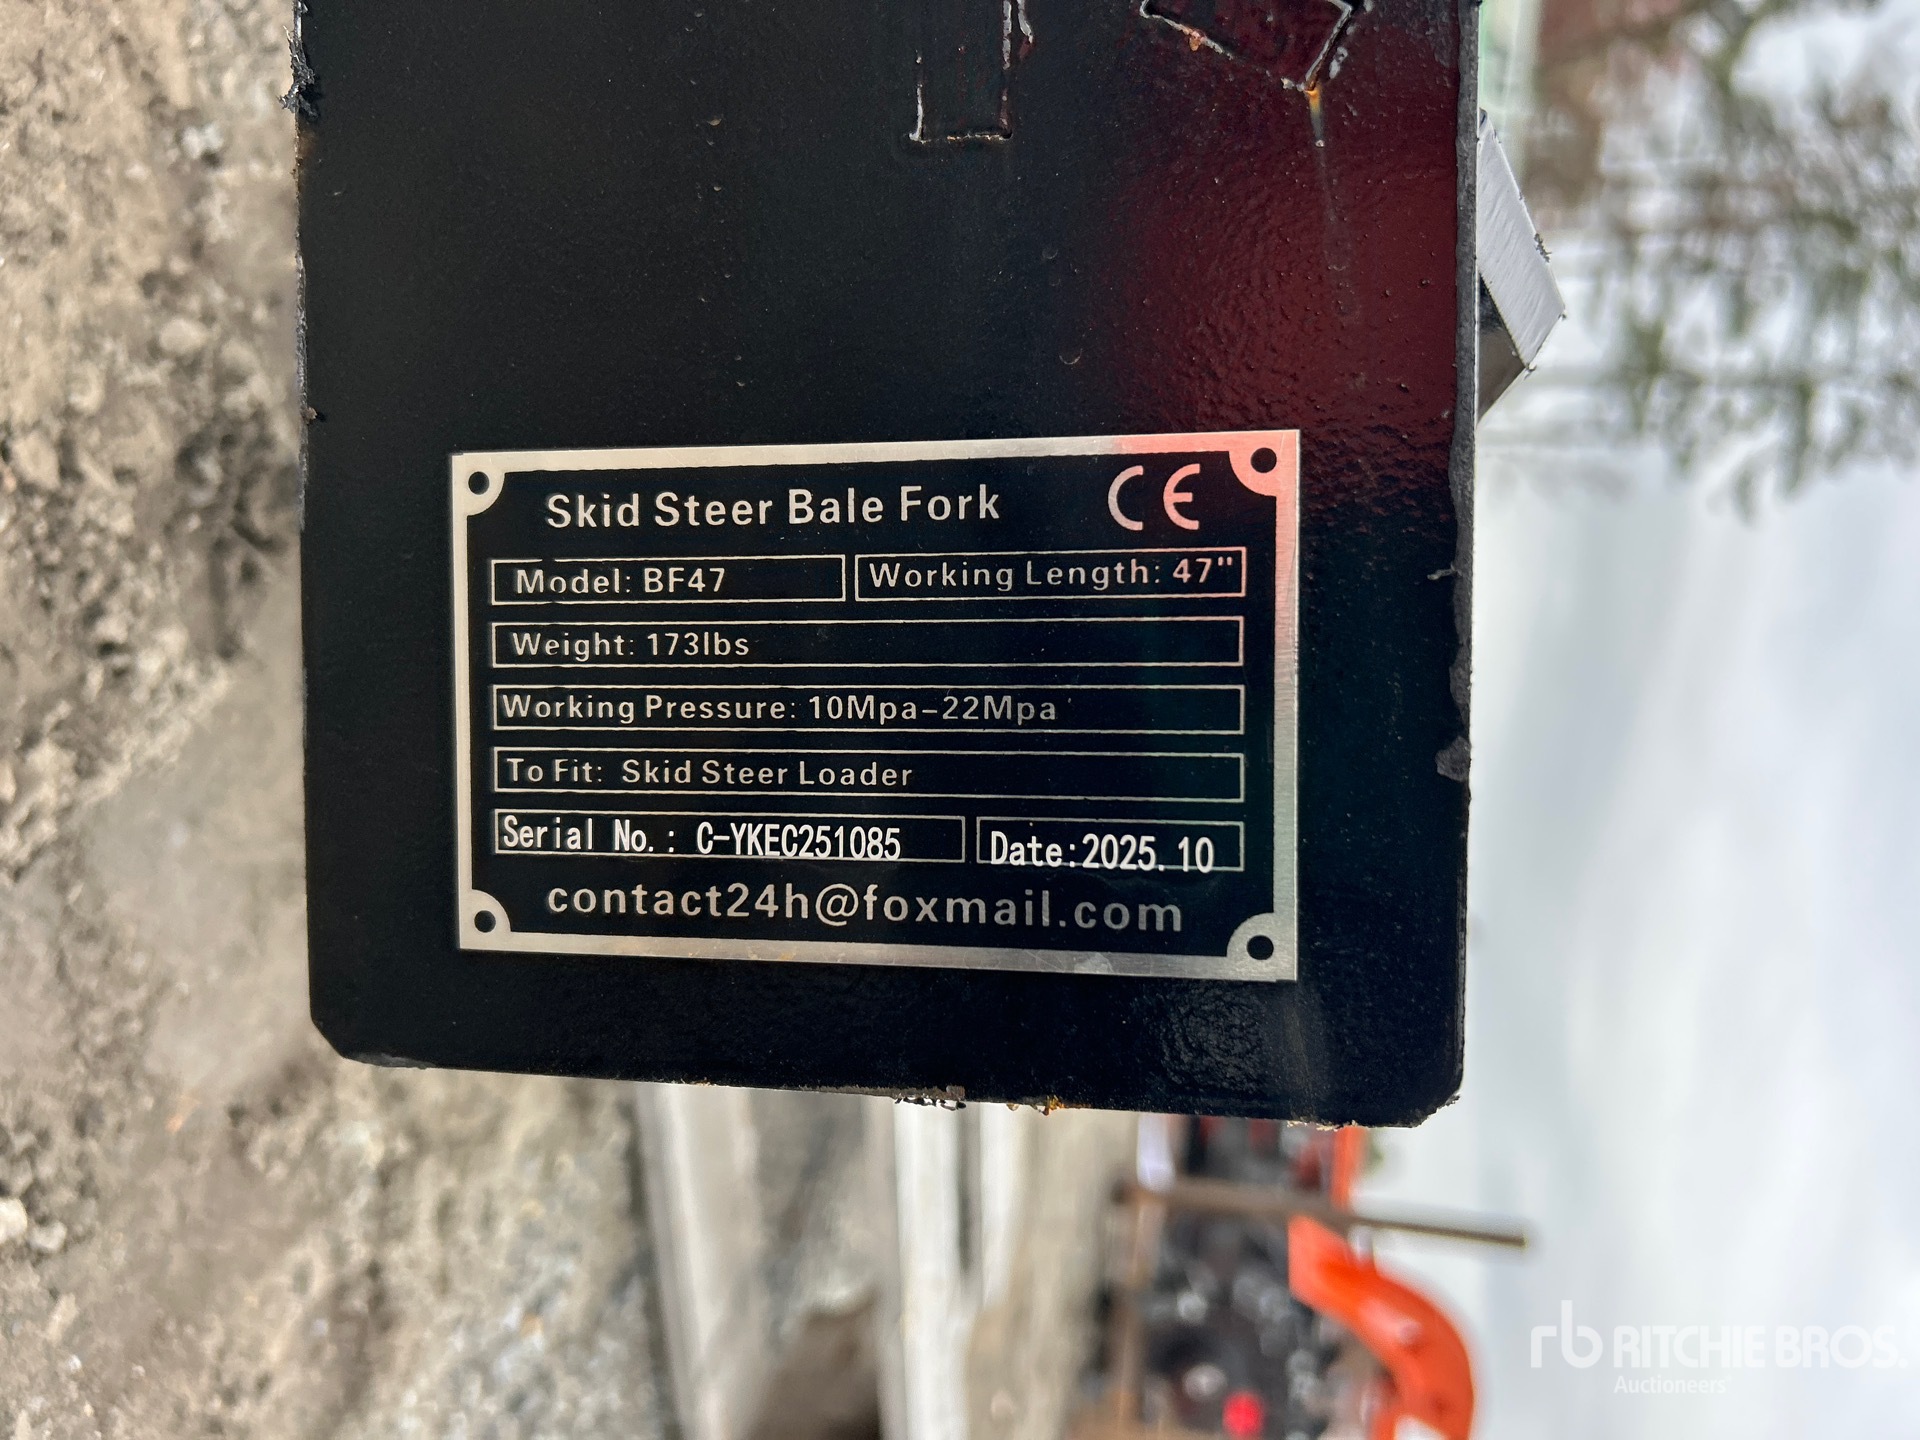 Skid Steer Bale Fork CE
Model: BF47 Working Length: 47"
Weight: 173lbs
Working Pressure: 10Mpa-22Mpa
To Fit: Skid Steer Loader
Serial No.: C-YKEC251085 Date:2025.10
contact24h@foxmail.com
rb RITCHIE BROS.
Auctioneers